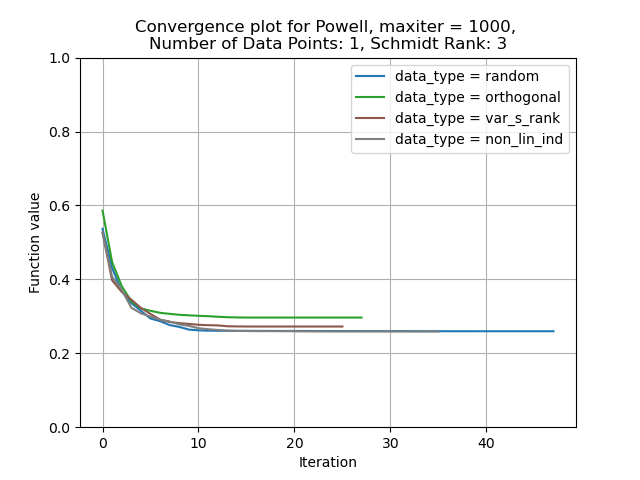 Convergence plot for Powell, maxiter = 1000,
Number of Data Points: 1, Schmidt Rank: 3
data_type = random
data_type = orthogonal
data_type = var_s_rank
data_type = non_lin_ind
Function value
1.0
0.8
0.6
0.4
0.2
0.0
0 10 20 30 40
Iteration